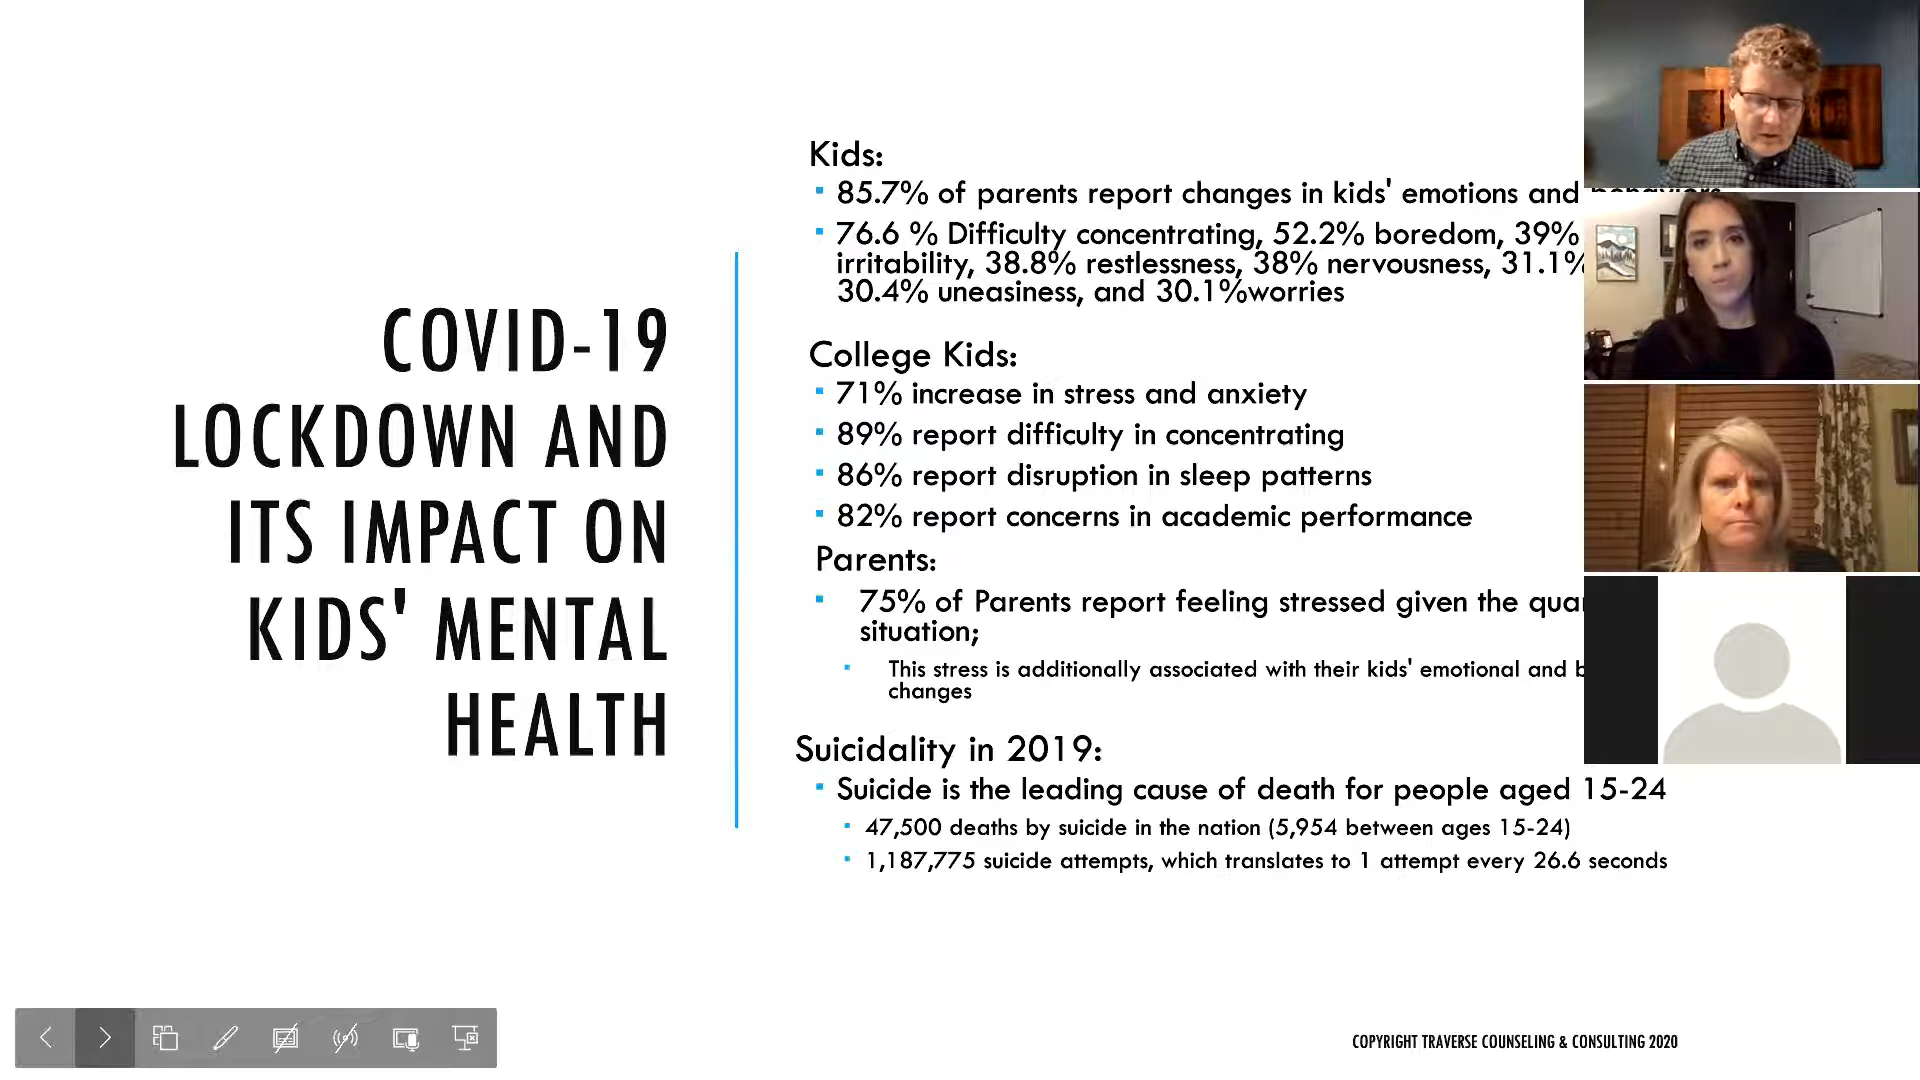 COVID-19
LOCKDOWN AND
ITS IMPACT ON
KIDS' MENTAL
HEALTH
Kids:
85.7% of parents report changes in kids' emotions and
76.6 % Difficulty concentrating, 52.2% boredom, 39%
irritability, 38.8% restlessness, 38% nervousness, 31.1%
30.4% uneasiness, and 30.1%worries
College Kids:
71% increase in stress and anxiety
89% report difficulty in concentrating
86% report disruption in sleep patterns
82% report concerns in academic performance
Parents:
75% of Parents report feeling stressed given the
situation;
This stress is additionally associated with their kids' emotional and
changes
Suicidality in 2019:
Suicide is the leading cause of death for people aged 15-24
47,500 deaths by suicide in the nation (5,954 between ages 15-24)
1,187,775 suicide attempts, which translates to 1 attempt every 26.6 seconds
COPYRIGHT TRAVERSE COUNSELING & CONSULTING 2020